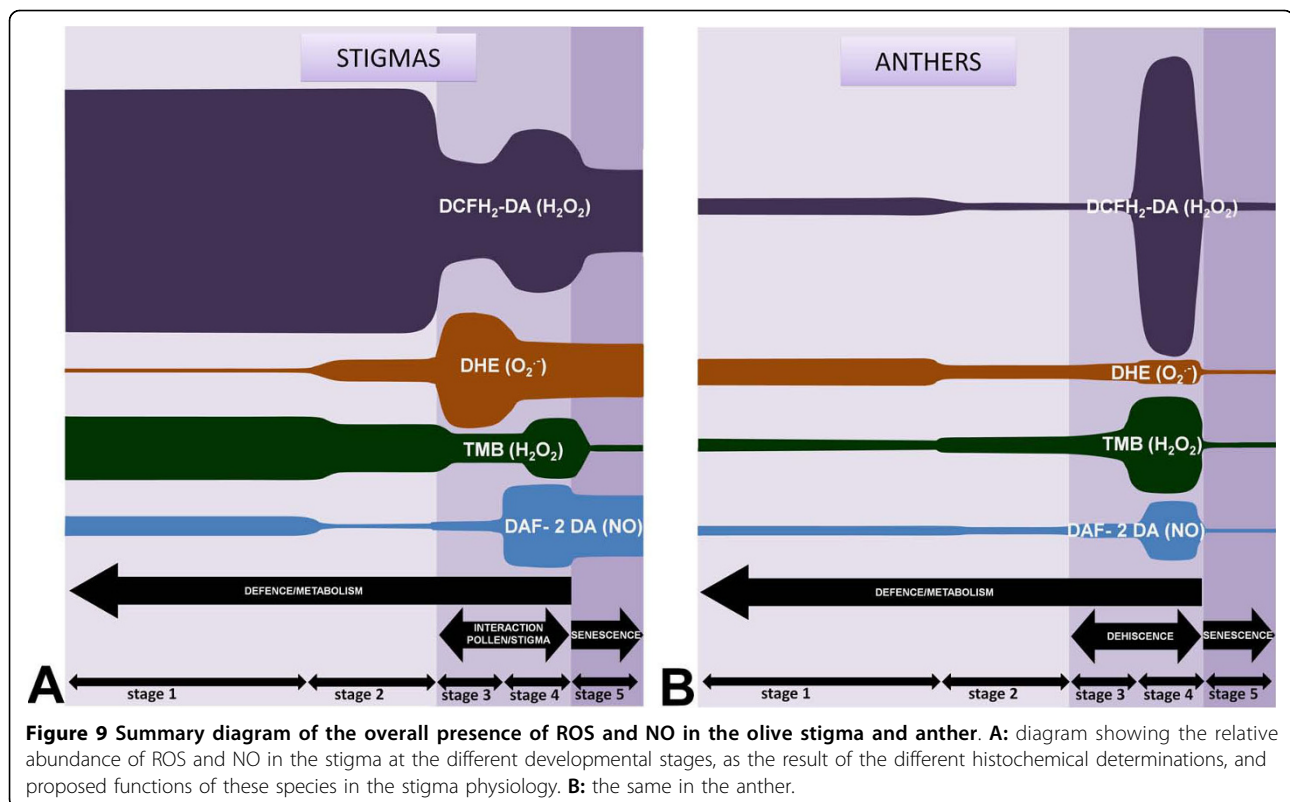 STIGMAS
DCFH₂-DA (H₂O₂)
DHE (O₂·⁻)
TMB (H₂O₂)
DAF- 2 DA (NO)
DEFENCE/METABOLISM
INTERACTION
POLLEN/STIGMA
SENESCENCE
A
stage 1 stage 2 stage 3 stage 4 stage 5
ANTHERS
DCFH₂-DA (H₂O₂)
DHE (O₂·⁻)
TMB (H₂O₂)
DAF- 2 DA (NO)
DEFENCE/METABOLISM
DEHISCENCE
SENESCENCE
B
stage 1 stage 2 stage 3 stage 4 stage 5
Figure 9 Summary diagram of the overall presence of ROS and NO in the olive stigma and anther. A: diagram showing the relative
abundance of ROS and NO in the stigma at the different developmental stages, as the result of the different histochemical determinations, and
proposed functions of these species in the stigma physiology. B: the same in the anther.